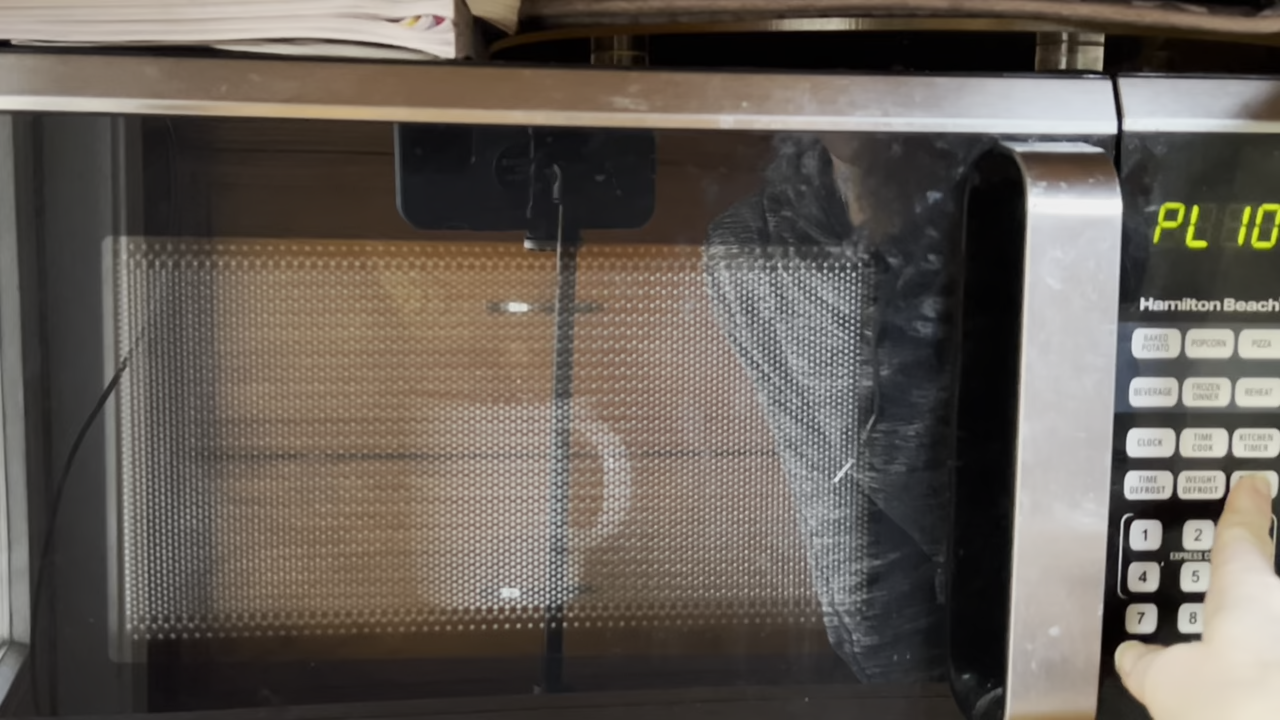 PL 10
Hamilton Beach
BAKED POTATO POPCORN PIZZA
BEVERAGE FROZEN DINNER REHEAT
CLOCK TIME COOK KITCHEN TIMER
TIME DEFROST WEIGHT DEFROST
1 2
EXPRESS
4 5
7 8